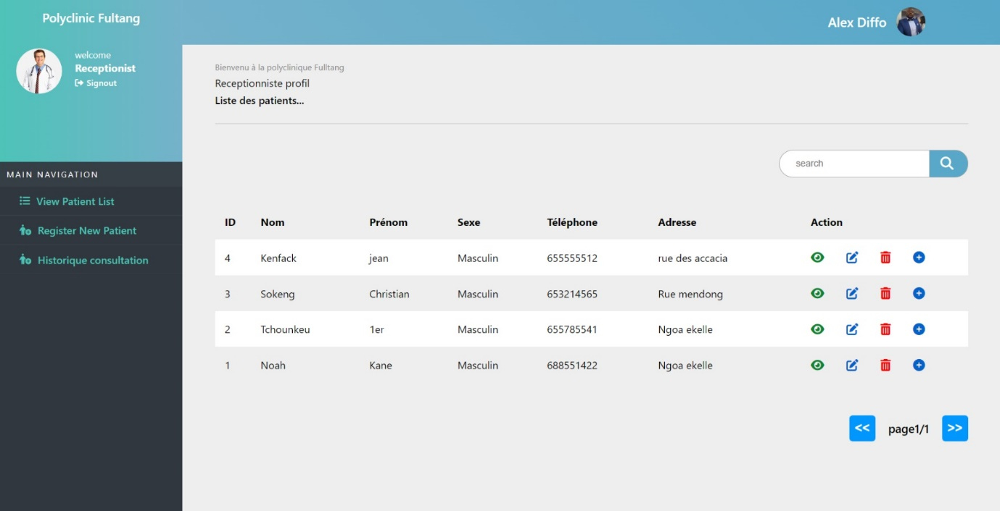 Polyclinic Fultang
Alex Diffo
welcome
Receptionist
Signout
MAIN NAVIGATION
View Patient List
Register New Patient
Historique consultation
Bienvenu à la polyclinique Fulltang
Receptionniste profil
Liste des patients...
search
ID Nom Prénom Sexe Téléphone Adresse Action
4 Kenfack jean Masculin 655555512 rue des accacia
3 Sokeng Christian Masculin 653214565 Rue mendong
2 Tchounkeu 1er Masculin 655785541 Ngoa ekelle
1 Noah Kane Masculin 688551422 Ngoa ekelle
<< page1/1 >>